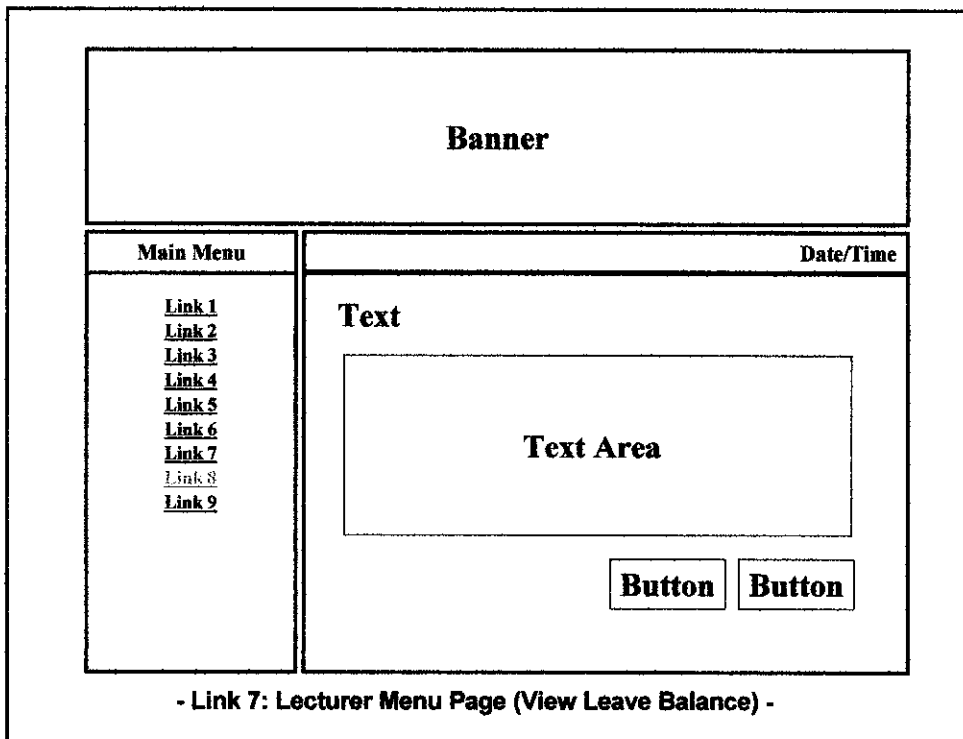 Banner
Main Menu
Date/Time
Link 1
Link 2
Link 3
Link 4
Link 5
Link 6
Link 7
Link 8
Link 9
Text
Text Area
Button Button
- Link 7: Lecturer Menu Page (View Leave Balance) -